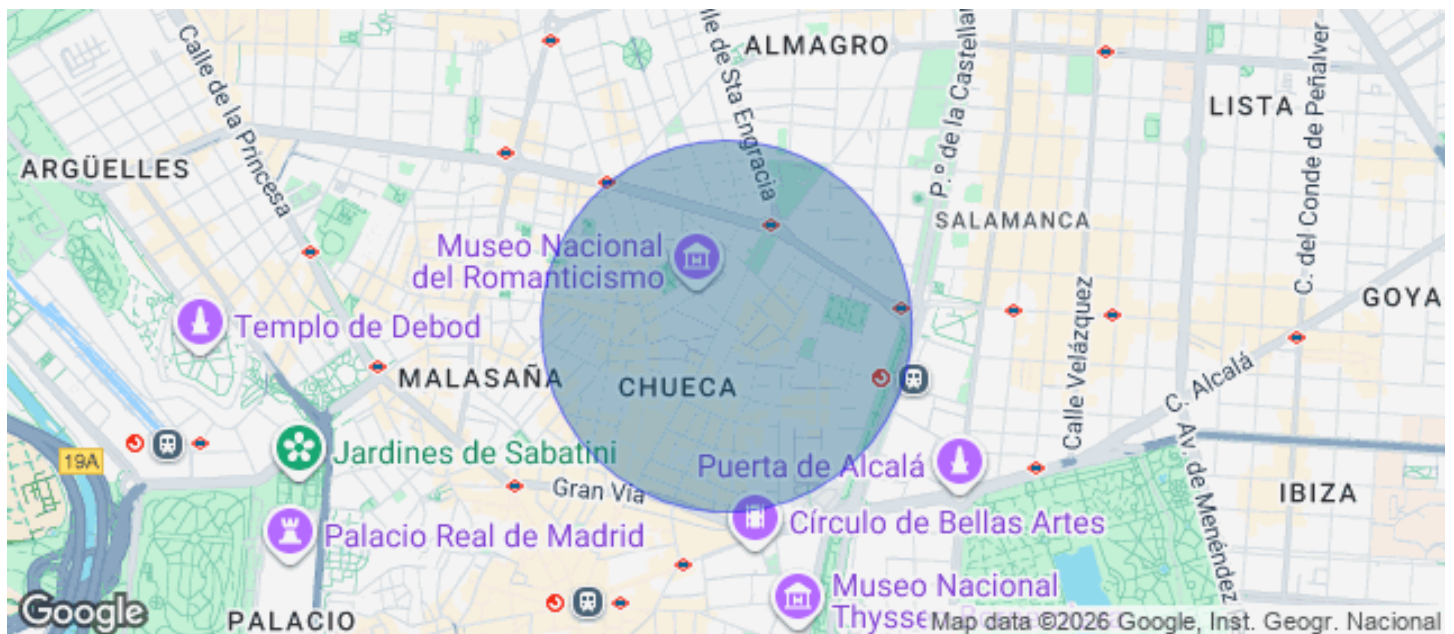 Calle de la Princesa
lle de Sta Engracia
ALMAGRO
P.º de la Castella
LISTA
C. del Conde de Peñalver
ARGÜELLES
SALAMANCA
Museo Nacional
del Romanticismo
GOYA
Templo de Debod
Calle Velázquez
MALASAÑA
CHUECA
C. Alcalá
19A
Jardines de Sabatini
Puerta de Alcalá
Av. de Menéndez
Gran Vía
IBIZA
Palacio Real de Madrid
Círculo de Bellas Artes
Museo Nacional
Thysse
Google
PALACIO
Map data ©2026 Google, Inst. Geogr. Nacional